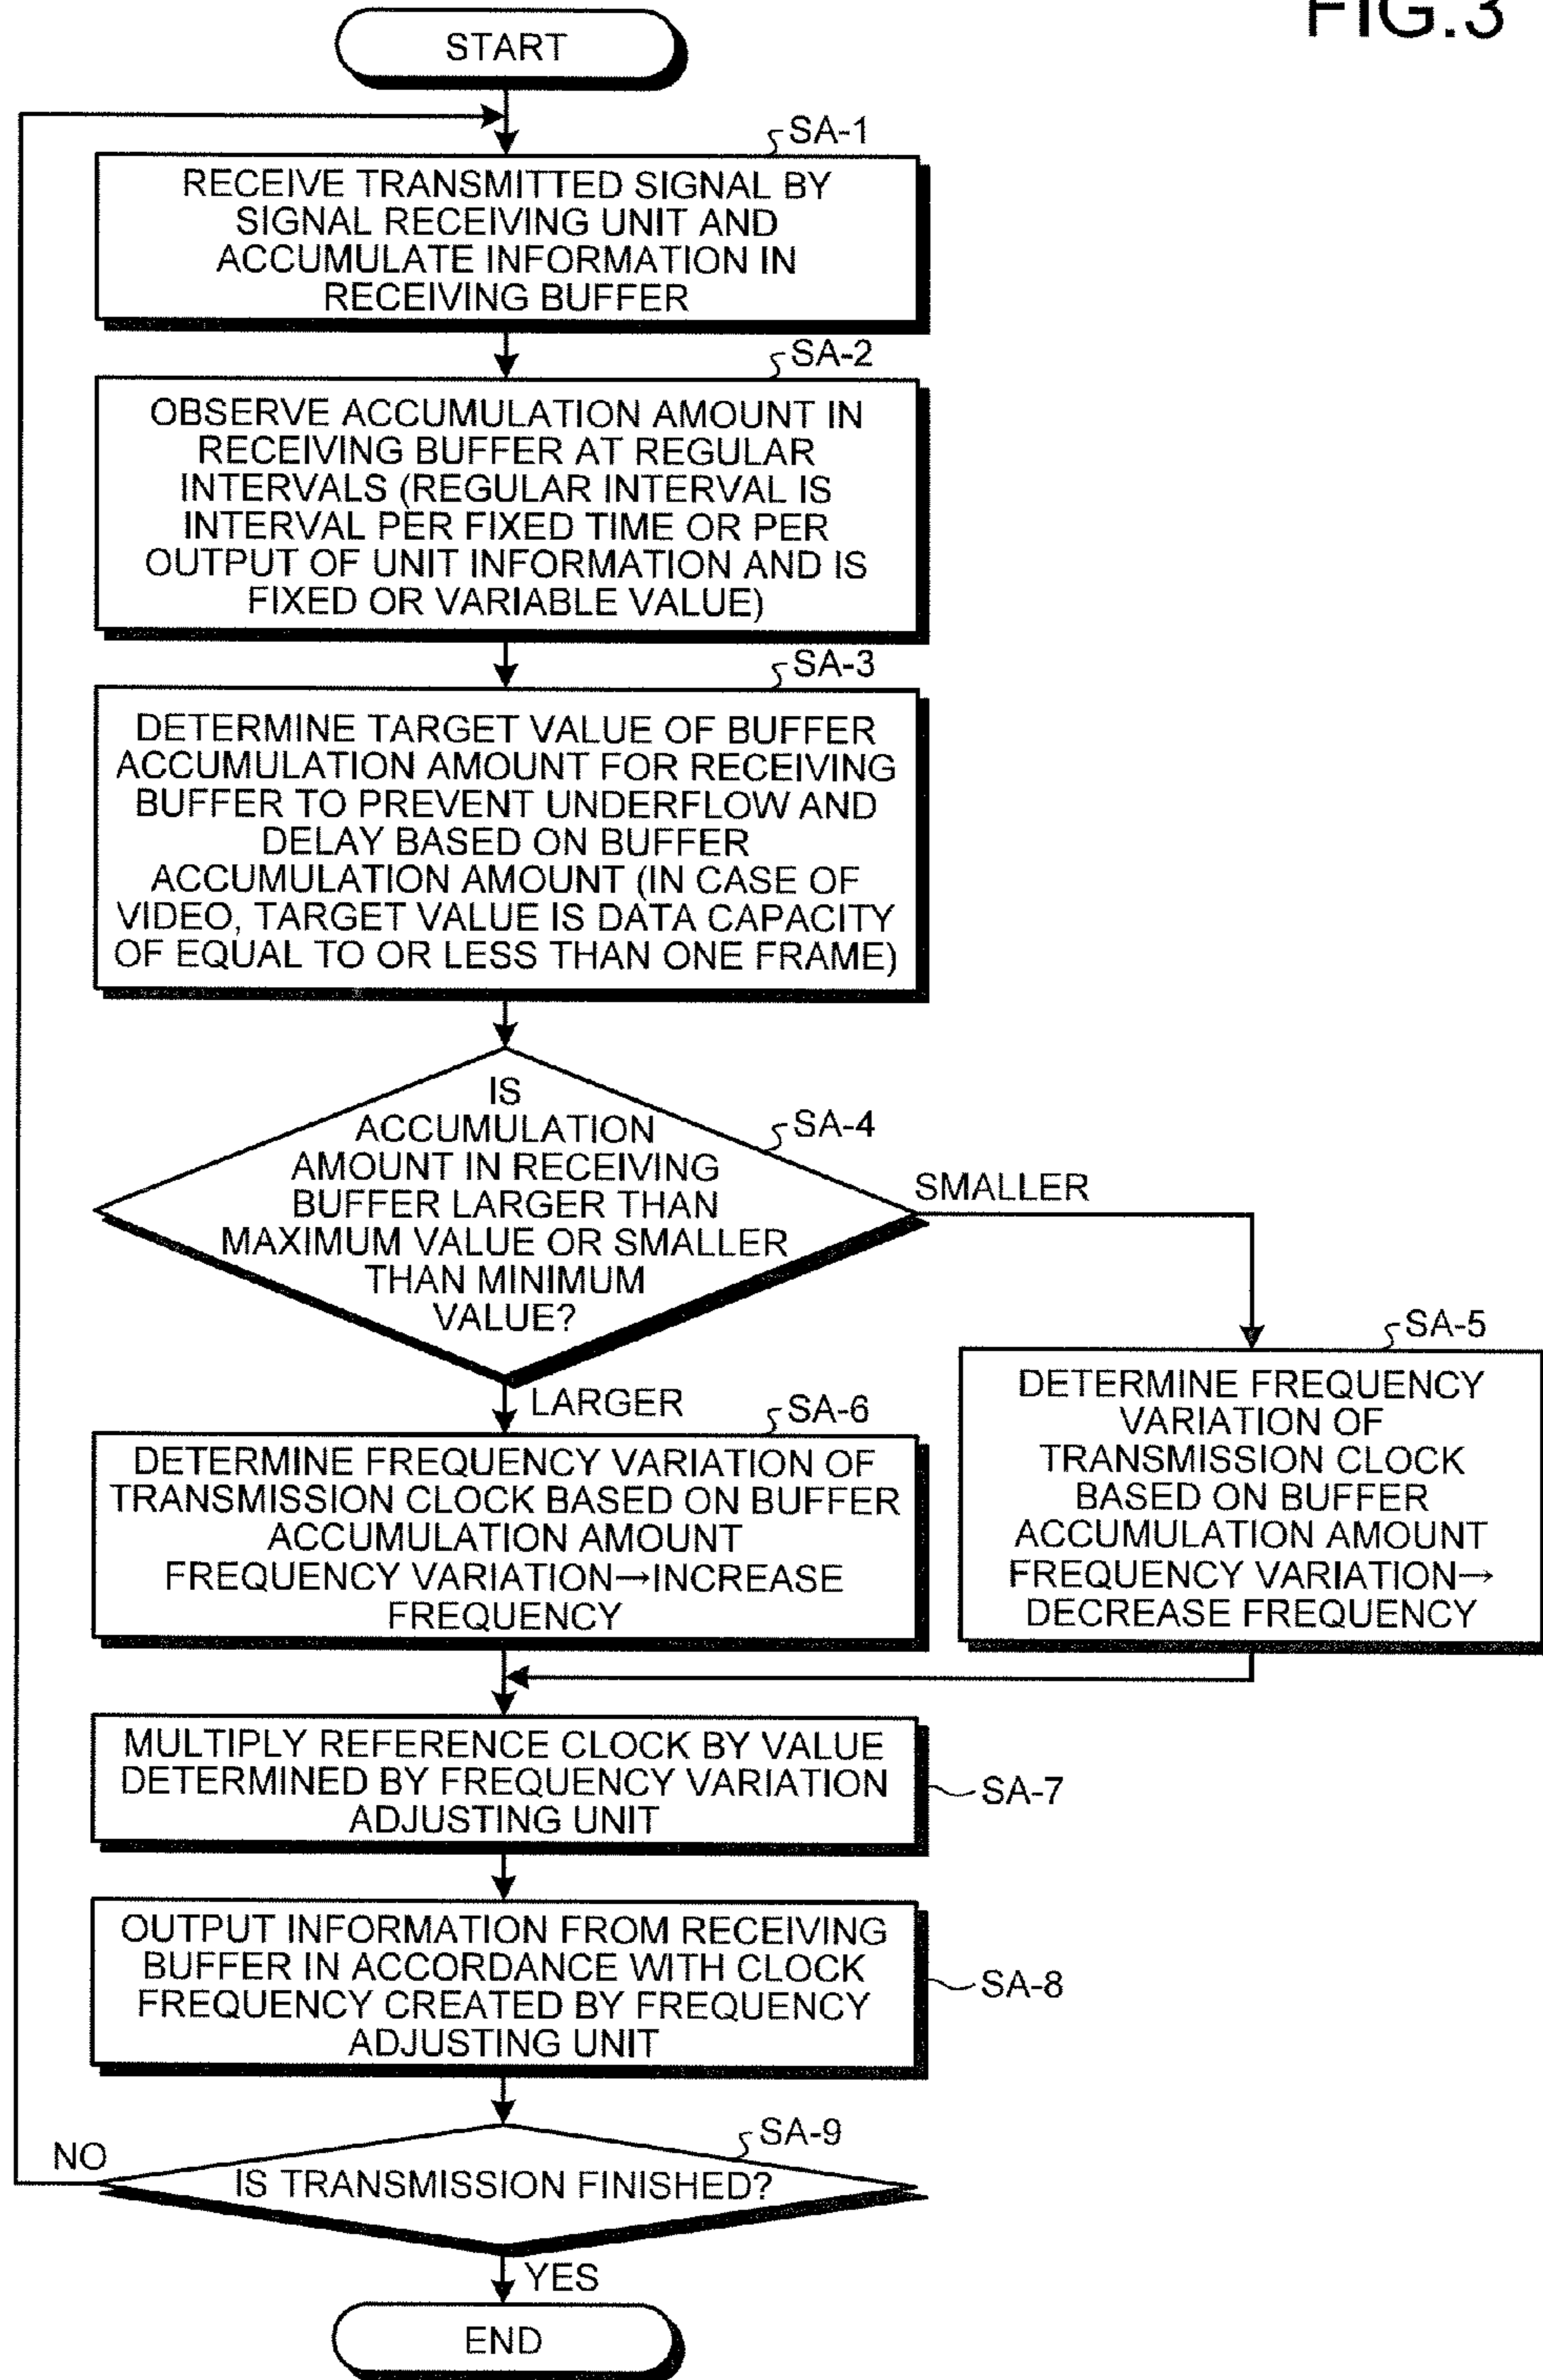 FIG.3
START
SA-1
RECEIVE TRANSMITTED SIGNAL BY
SIGNAL RECEIVING UNIT AND
ACCUMULATE INFORMATION IN
RECEIVING BUFFER
SA-2
OBSERVE ACCUMULATION AMOUNT IN
RECEIVING BUFFER AT REGULAR
INTERVALS (REGULAR INTERVAL IS
INTERVAL PER FIXED TIME OR PER
OUTPUT OF UNIT INFORMATION AND IS
FIXED OR VARIABLE VALUE)
SA-3
DETERMINE TARGET VALUE OF BUFFER
ACCUMULATION AMOUNT FOR RECEIVING
BUFFER TO PREVENT UNDERFLOW AND
DELAY BASED ON BUFFER
ACCUMULATION AMOUNT (IN CASE OF
VIDEO, TARGET VALUE IS DATA CAPACITY
OF EQUAL TO OR LESS THAN ONE FRAME)
SA-4
IS
ACCUMULATION
AMOUNT IN RECEIVING
BUFFER LARGER THAN
MAXIMUM VALUE OR SMALLER
THAN MINIMUM
VALUE?
SMALLER
SA-5
DETERMINE FREQUENCY
VARIATION OF
TRANSMISSION CLOCK
BASED ON BUFFER
ACCUMULATION AMOUNT
FREQUENCY VARIATION→
DECREASE FREQUENCY
LARGER
SA-6
DETERMINE FREQUENCY VARIATION OF
TRANSMISSION CLOCK BASED ON BUFFER
ACCUMULATION AMOUNT
FREQUENCY VARIATION→INCREASE
FREQUENCY
MULTIPLY REFERENCE CLOCK BY VALUE
DETERMINED BY FREQUENCY VARIATION
ADJUSTING UNIT
SA-7
OUTPUT INFORMATION FROM RECEIVING
BUFFER IN ACCORDANCE WITH CLOCK
FREQUENCY CREATED BY FREQUENCY
ADJUSTING UNIT
SA-8
SA-9
NO
IS TRANSMISSION FINISHED?
YES
END